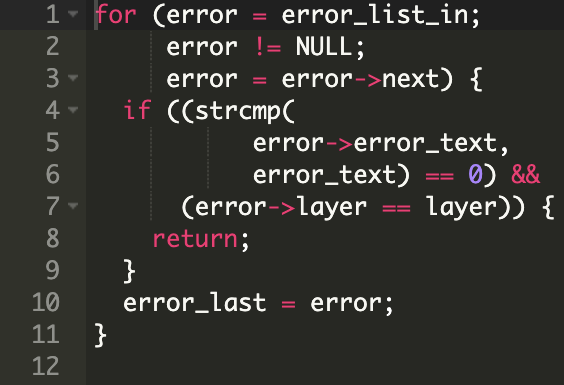 1 for (error = error_list_in;
2      error != NULL;
3      error = error->next) {
4   if ((strcmp(
5            error->error_text,
6            error_text) == 0) &&
7       (error->layer == layer)) {
8     return;
9   }
10   error_last = error;
11 }
12